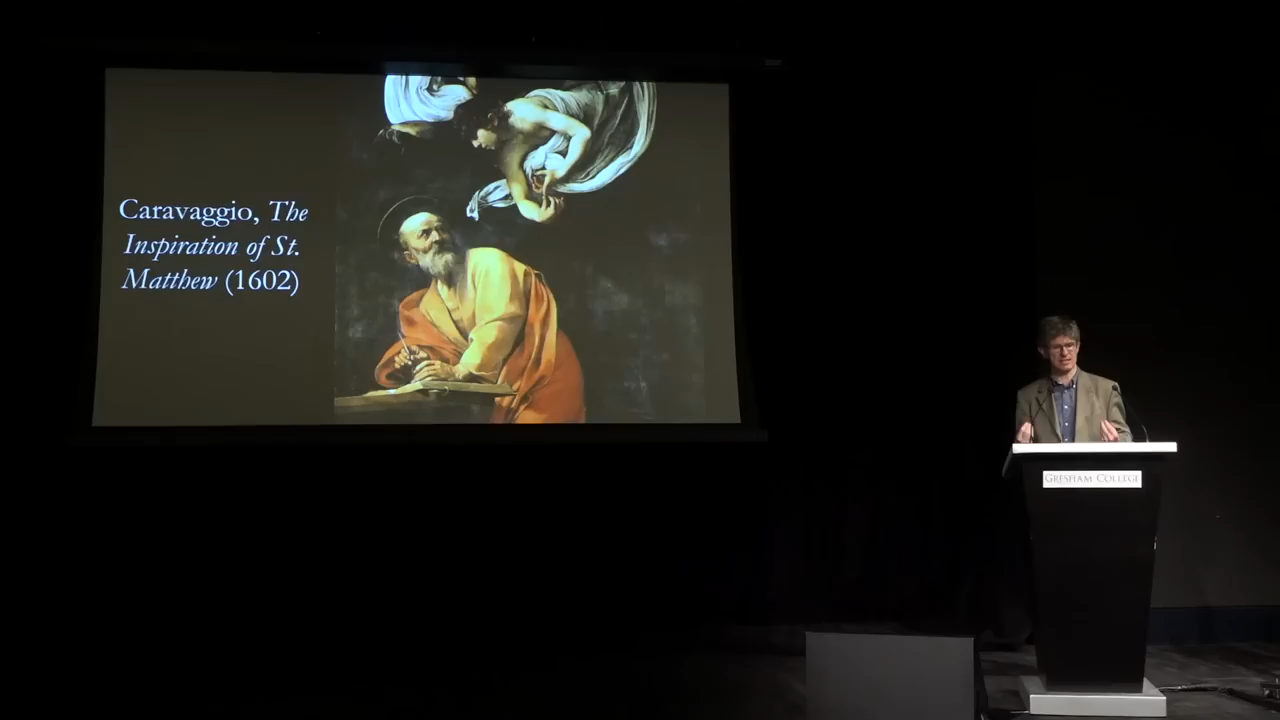 Caravaggio, The
Inspiration of St.
Matthew (1602)
GRESHAM COLLEGE